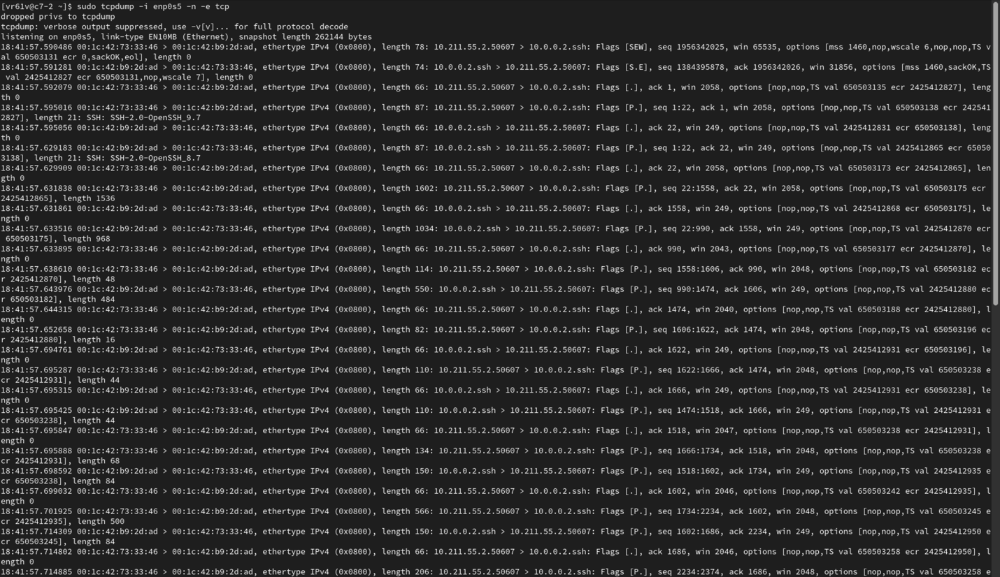 [vr61v@c7-2 ~]$ sudo tcpdump -i enp0s5 -n -e tcp
dropped privs to tcpdump
tcpdump: verbose output suppressed, use -v[v]... for full protocol decode
listening on enp0s5, link-type EN10MB (Ethernet), snapshot length 262144 bytes
18:41:57.590486 00:1c:42:73:33:46 > 00:1c:42:b9:2d:ad, ethertype IPv4 (0x0800), length 78: 10.211.55.2.50607 > 10.0.0.2.ssh: Flags [SEW], seq 1956342025, win 65535, options [mss 1460,nop,wscale 6,nop,nop,TS v
al 650503131 ecr 0,sackOK,eol], length 0
18:41:57.591281 00:1c:42:b9:2d:ad > 00:1c:42:73:33:46, ethertype IPv4 (0x0800), length 74: 10.0.0.2.ssh > 10.211.55.2.50607: Flags [S.E], seq 1384395878, ack 1956342026, win 31856, options [mss 1460,sackOK,TS
 val 2425412827 ecr 650503131,nop,wscale 7], length 0
18:41:57.592079 00:1c:42:73:33:46 > 00:1c:42:b9:2d:ad, ethertype IPv4 (0x0800), length 66: 10.211.55.2.50607 > 10.0.0.2.ssh: Flags [.], ack 1, win 2058, options [nop,nop,TS val 650503135 ecr 2425412827], leng
th 0
18:41:57.595016 00:1c:42:73:33:46 > 00:1c:42:b9:2d:ad, ethertype IPv4 (0x0800), length 87: 10.211.55.2.50607 > 10.0.0.2.ssh: Flags [P.], seq 1:22, ack 1, win 2058, options [nop,nop,TS val 650503138 ecr 242541
2827], length 21: SSH: SSH-2.0-OpenSSH_9.7
18:41:57.595056 00:1c:42:b9:2d:ad > 00:1c:42:73:33:46, ethertype IPv4 (0x0800), length 66: 10.0.0.2.ssh > 10.211.55.2.50607: Flags [.], ack 22, win 249, options [nop,nop,TS val 2425412831 ecr 650503138], leng
th 0
18:41:57.629183 00:1c:42:b9:2d:ad > 00:1c:42:73:33:46, ethertype IPv4 (0x0800), length 87: 10.0.0.2.ssh > 10.211.55.2.50607: Flags [P.], seq 1:22, ack 22, win 249, options [nop,nop,TS val 2425412865 ecr 65050
3138], length 21: SSH: SSH-2.0-OpenSSH_8.7
18:41:57.629909 00:1c:42:73:33:46 > 00:1c:42:b9:2d:ad, ethertype IPv4 (0x0800), length 66: 10.211.55.2.50607 > 10.0.0.2.ssh: Flags [.], ack 22, win 2058, options [nop,nop,TS val 650503173 ecr 2425412865], len
gth 0
18:41:57.631838 00:1c:42:73:33:46 > 00:1c:42:b9:2d:ad, ethertype IPv4 (0x0800), length 1602: 10.211.55.2.50607 > 10.0.0.2.ssh: Flags [P.], seq 22:1558, ack 22, win 2058, options [nop,nop,TS val 650503175 ecr
2425412865], length 1536
18:41:57.631861 00:1c:42:b9:2d:ad > 00:1c:42:73:33:46, ethertype IPv4 (0x0800), length 66: 10.0.0.2.ssh > 10.211.55.2.50607: Flags [.], ack 1558, win 249, options [nop,nop,TS val 2425412868 ecr 650503175], le
ngth 0
18:41:57.633516 00:1c:42:b9:2d:ad > 00:1c:42:73:33:46, ethertype IPv4 (0x0800), length 1034: 10.0.0.2.ssh > 10.211.55.2.50607: Flags [P.], seq 22:990, ack 1558, win 249, options [nop,nop,TS val 2425412870 ecr
 650503175], length 968
18:41:57.633895 00:1c:42:73:33:46 > 00:1c:42:b9:2d:ad, ethertype IPv4 (0x0800), length 66: 10.211.55.2.50607 > 10.0.0.2.ssh: Flags [.], ack 990, win 2043, options [nop,nop,TS val 650503177 ecr 2425412870], le
ngth 0
18:41:57.638610 00:1c:42:73:33:46 > 00:1c:42:b9:2d:ad, ethertype IPv4 (0x0800), length 114: 10.211.55.2.50607 > 10.0.0.2.ssh: Flags [P.], seq 1558:1606, ack 990, win 2048, options [nop,nop,TS val 650503182 ec
r 2425412870], length 48
18:41:57.643976 00:1c:42:b9:2d:ad > 00:1c:42:73:33:46, ethertype IPv4 (0x0800), length 550: 10.0.0.2.ssh > 10.211.55.2.50607: Flags [P.], seq 990:1474, ack 1606, win 249, options [nop,nop,TS val 2425412880 ec
r 650503182], length 484
18:41:57.644315 00:1c:42:73:33:46 > 00:1c:42:b9:2d:ad, ethertype IPv4 (0x0800), length 66: 10.211.55.2.50607 > 10.0.0.2.ssh: Flags [.], ack 1474, win 2040, options [nop,nop,TS val 650503188 ecr 2425412880], l
ength 0
18:41:57.652658 00:1c:42:73:33:46 > 00:1c:42:b9:2d:ad, ethertype IPv4 (0x0800), length 82: 10.211.55.2.50607 > 10.0.0.2.ssh: Flags [P.], seq 1606:1622, ack 1474, win 2048, options [nop,nop,TS val 650503196 ec
r 2425412880], length 16
18:41:57.694761 00:1c:42:b9:2d:ad > 00:1c:42:73:33:46, ethertype IPv4 (0x0800), length 66: 10.0.0.2.ssh > 10.211.55.2.50607: Flags [.], ack 1622, win 249, options [nop,nop,TS val 2425412931 ecr 650503196], le
ngth 0
18:41:57.695287 00:1c:42:73:33:46 > 00:1c:42:b9:2d:ad, ethertype IPv4 (0x0800), length 110: 10.211.55.2.50607 > 10.0.0.2.ssh: Flags [P.], seq 1622:1666, ack 1474, win 2048, options [nop,nop,TS val 650503238 e
cr 2425412931], length 44
18:41:57.695315 00:1c:42:b9:2d:ad > 00:1c:42:73:33:46, ethertype IPv4 (0x0800), length 66: 10.0.0.2.ssh > 10.211.55.2.50607: Flags [.], ack 1666, win 249, options [nop,nop,TS val 2425412931 ecr 650503238], le
ngth 0
18:41:57.695425 00:1c:42:b9:2d:ad > 00:1c:42:73:33:46, ethertype IPv4 (0x0800), length 110: 10.0.0.2.ssh > 10.211.55.2.50607: Flags [P.], seq 1474:1518, ack 1666, win 249, options [nop,nop,TS val 2425412931 e
cr 650503238], length 44
18:41:57.695847 00:1c:42:73:33:46 > 00:1c:42:b9:2d:ad, ethertype IPv4 (0x0800), length 66: 10.211.55.2.50607 > 10.0.0.2.ssh: Flags [.], ack 1518, win 2047, options [nop,nop,TS val 650503238 ecr 2425412931], l
ength 0
18:41:57.695888 00:1c:42:73:33:46 > 00:1c:42:b9:2d:ad, ethertype IPv4 (0x0800), length 134: 10.211.55.2.50607 > 10.0.0.2.ssh: Flags [P.], seq 1666:1734, ack 1518, win 2048, options [nop,nop,TS val 650503238 e
cr 2425412931], length 68
18:41:57.698592 00:1c:42:b9:2d:ad > 00:1c:42:73:33:46, ethertype IPv4 (0x0800), length 150: 10.0.0.2.ssh > 10.211.55.2.50607: Flags [P.], seq 1518:1602, ack 1734, win 249, options [nop,nop,TS val 2425412935 e
cr 650503238], length 84
18:41:57.699032 00:1c:42:73:33:46 > 00:1c:42:b9:2d:ad, ethertype IPv4 (0x0800), length 66: 10.211.55.2.50607 > 10.0.0.2.ssh: Flags [.], ack 1602, win 2046, options [nop,nop,TS val 650503242 ecr 2425412935], l
ength 0
18:41:57.701925 00:1c:42:73:33:46 > 00:1c:42:b9:2d:ad, ethertype IPv4 (0x0800), length 566: 10.211.55.2.50607 > 10.0.0.2.ssh: Flags [P.], seq 1734:2234, ack 1602, win 2048, options [nop,nop,TS val 650503245 e
cr 2425412935], length 500
18:41:57.714309 00:1c:42:b9:2d:ad > 00:1c:42:73:33:46, ethertype IPv4 (0x0800), length 150: 10.0.0.2.ssh > 10.211.55.2.50607: Flags [P.], seq 1602:1686, ack 2234, win 249, options [nop,nop,TS val 2425412950 e
cr 650503245], length 84
18:41:57.714802 00:1c:42:73:33:46 > 00:1c:42:b9:2d:ad, ethertype IPv4 (0x0800), length 66: 10.211.55.2.50607 > 10.0.0.2.ssh: Flags [.], ack 1686, win 2046, options [nop,nop,TS val 650503258 ecr 2425412950], l
ength 0
18:41:57.714885 00:1c:42:73:33:46 > 00:1c:42:b9:2d:ad, ethertype IPv4 (0x0800), length 206: 10.211.55.2.50607 > 10.0.0.2.ssh: Flags [P.], seq 2234:2374, ack 1686, win 2048, options [nop,nop,TS val 650503258 e